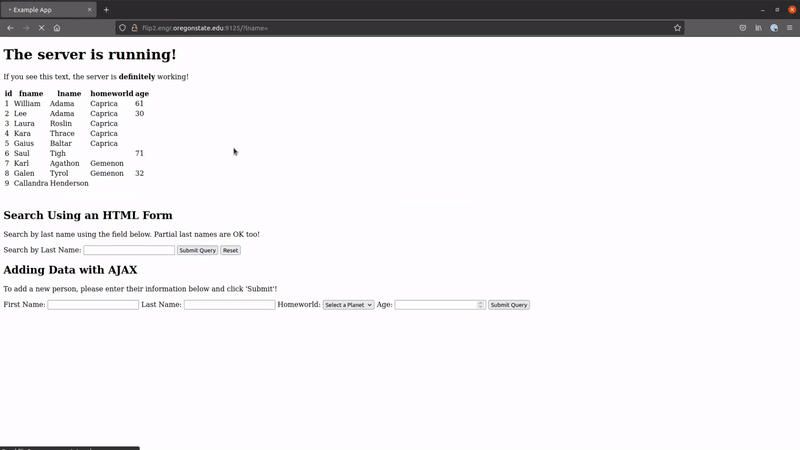 Example App
flip2.engr.oregonstate.edu:9125/?lname=
The server is running!
If you see this text, the server is definitely working!
id fname lname homeworld age
1 William Adama Caprica 61
2 Lee Adama Caprica 30
3 Laura Roslin Caprica
4 Kara Thrace Caprica
5 Gaius Baltar Caprica
6 Saul Tigh 71
7 Karl Agathon Gemenon
8 Galen Tyrol Gemenon 32
9 Callandra Henderson
Search Using an HTML Form
Search by last name using the field below. Partial last names are OK too!
Search by Last Name: Submit Query Reset
Adding Data with AJAX
To add a new person, please enter their information below and click 'Submit'!
First Name: Last Name: Homeworld: Select a Planet Age: Submit Query